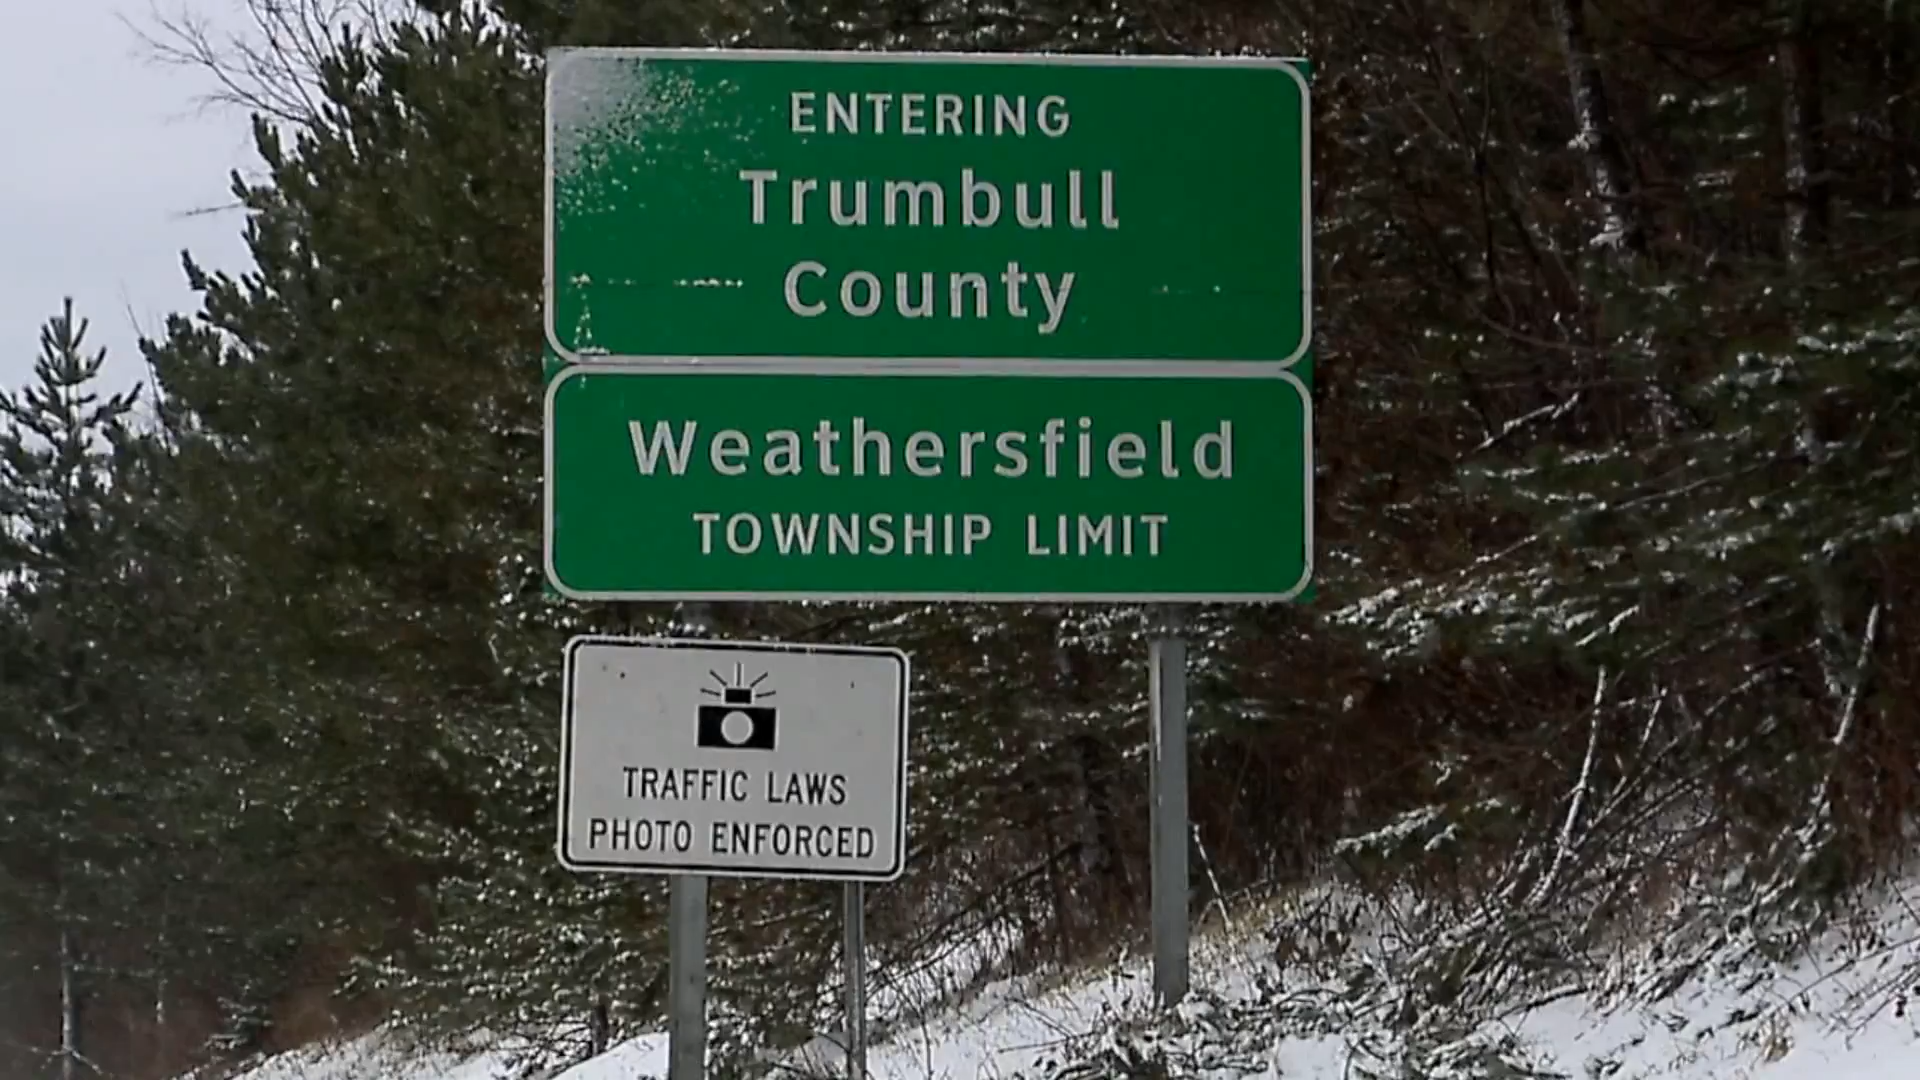 ENTERING
Trumbull
County
Weathersfield
TOWNSHIP LIMIT
TRAFFIC LAWS
PHOTO ENFORCED